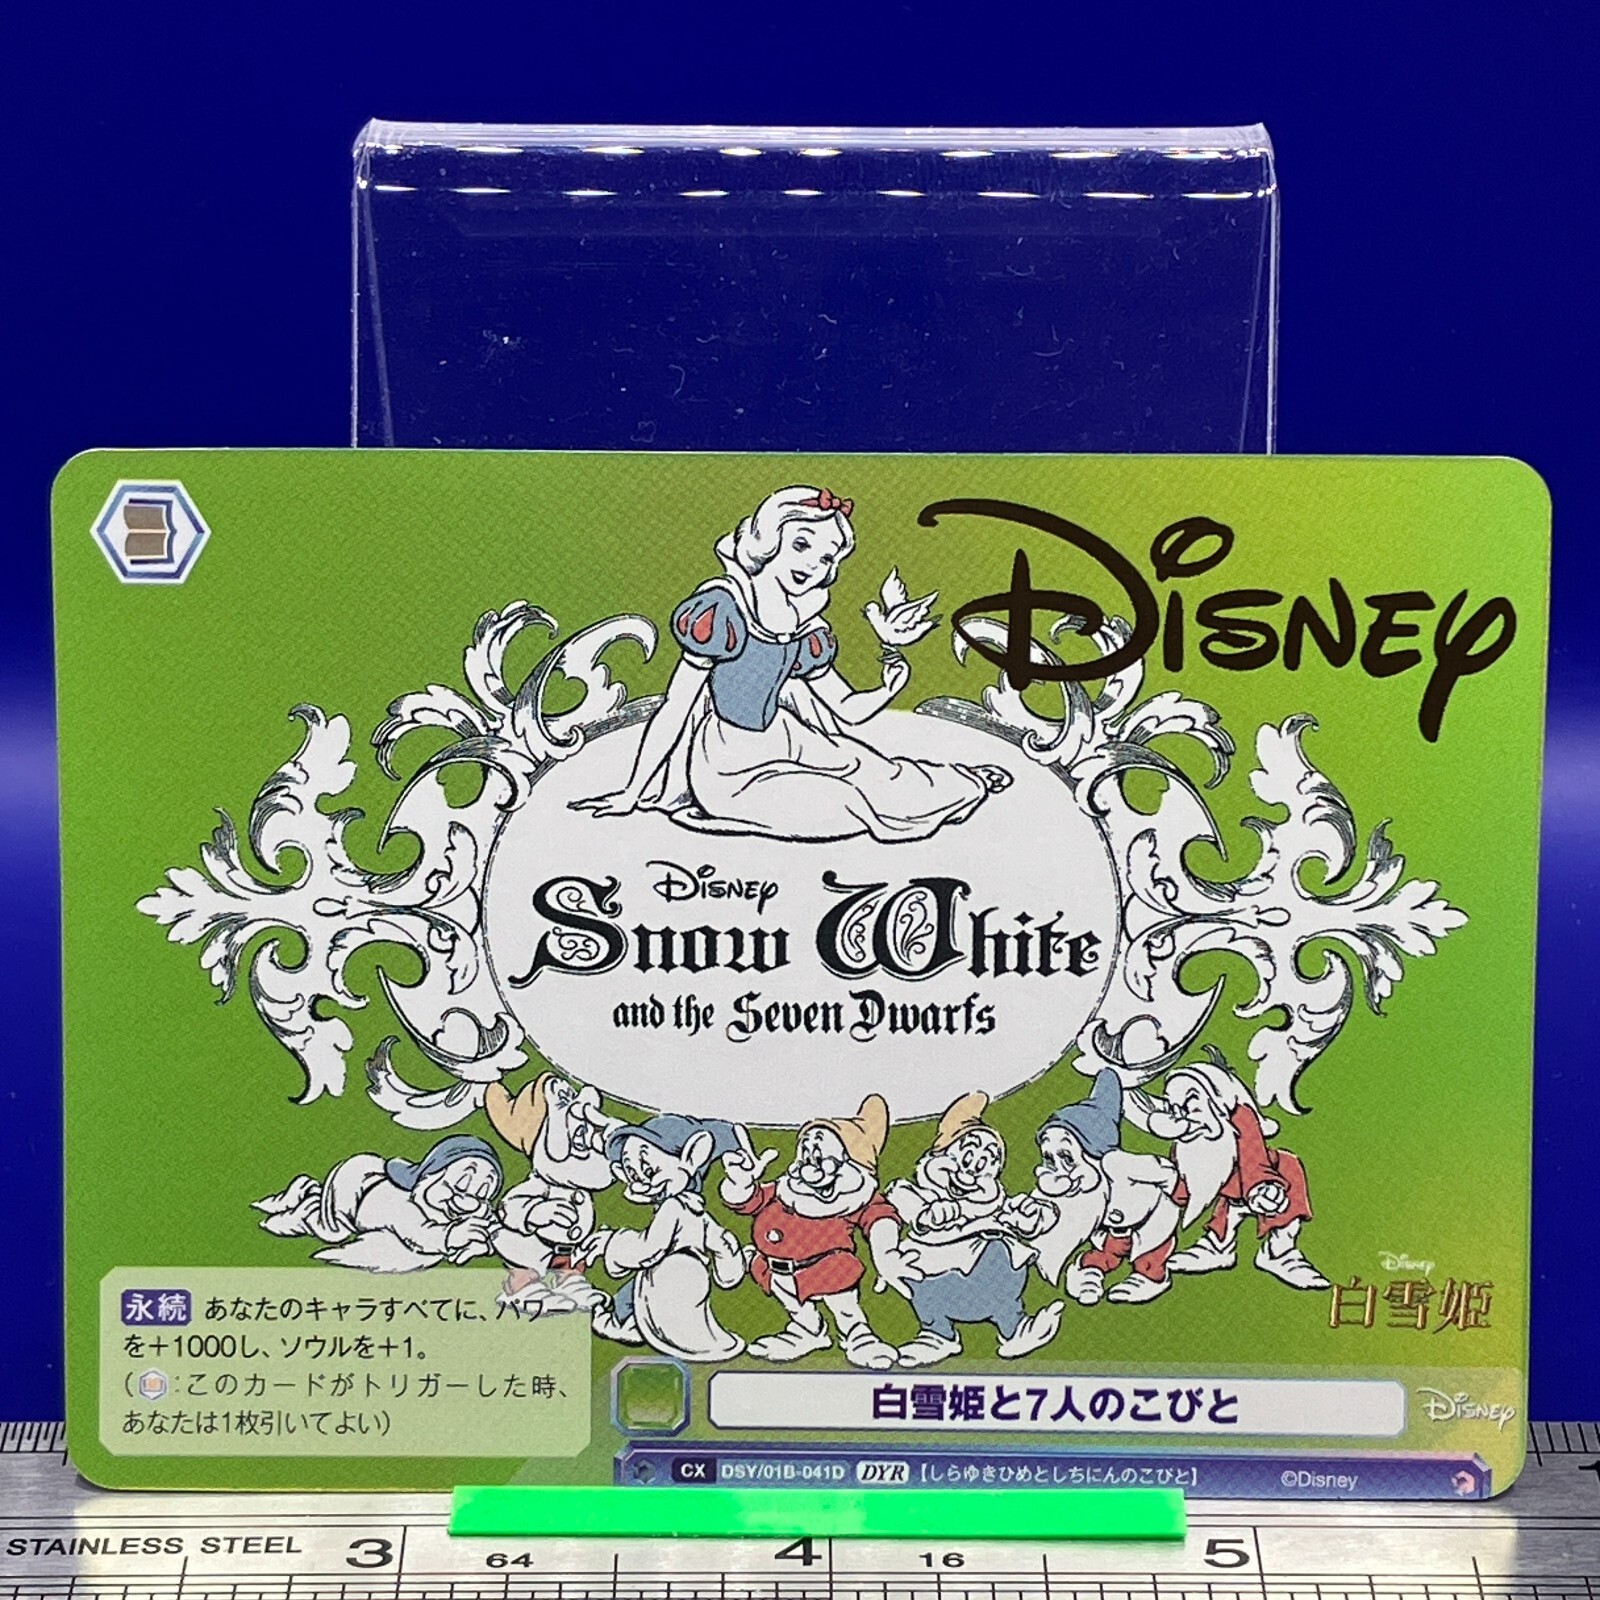 Disney
Disney
Snow White
and the Seven Dwarfs
Disney
白雪姫
永続 あなたのキャラすべてに、パワー
を+1000し、ソウルを+1。
( :このカードがトリガーした時、
あなたは1枚引いてよい)
白雪姫と7人のこびと
Disney
CX DSY/01B-041D DYR 【しらゆきひめとしちにんのこびと】 ©Disney
STAINLESS STEEL 3 64 4 16 5